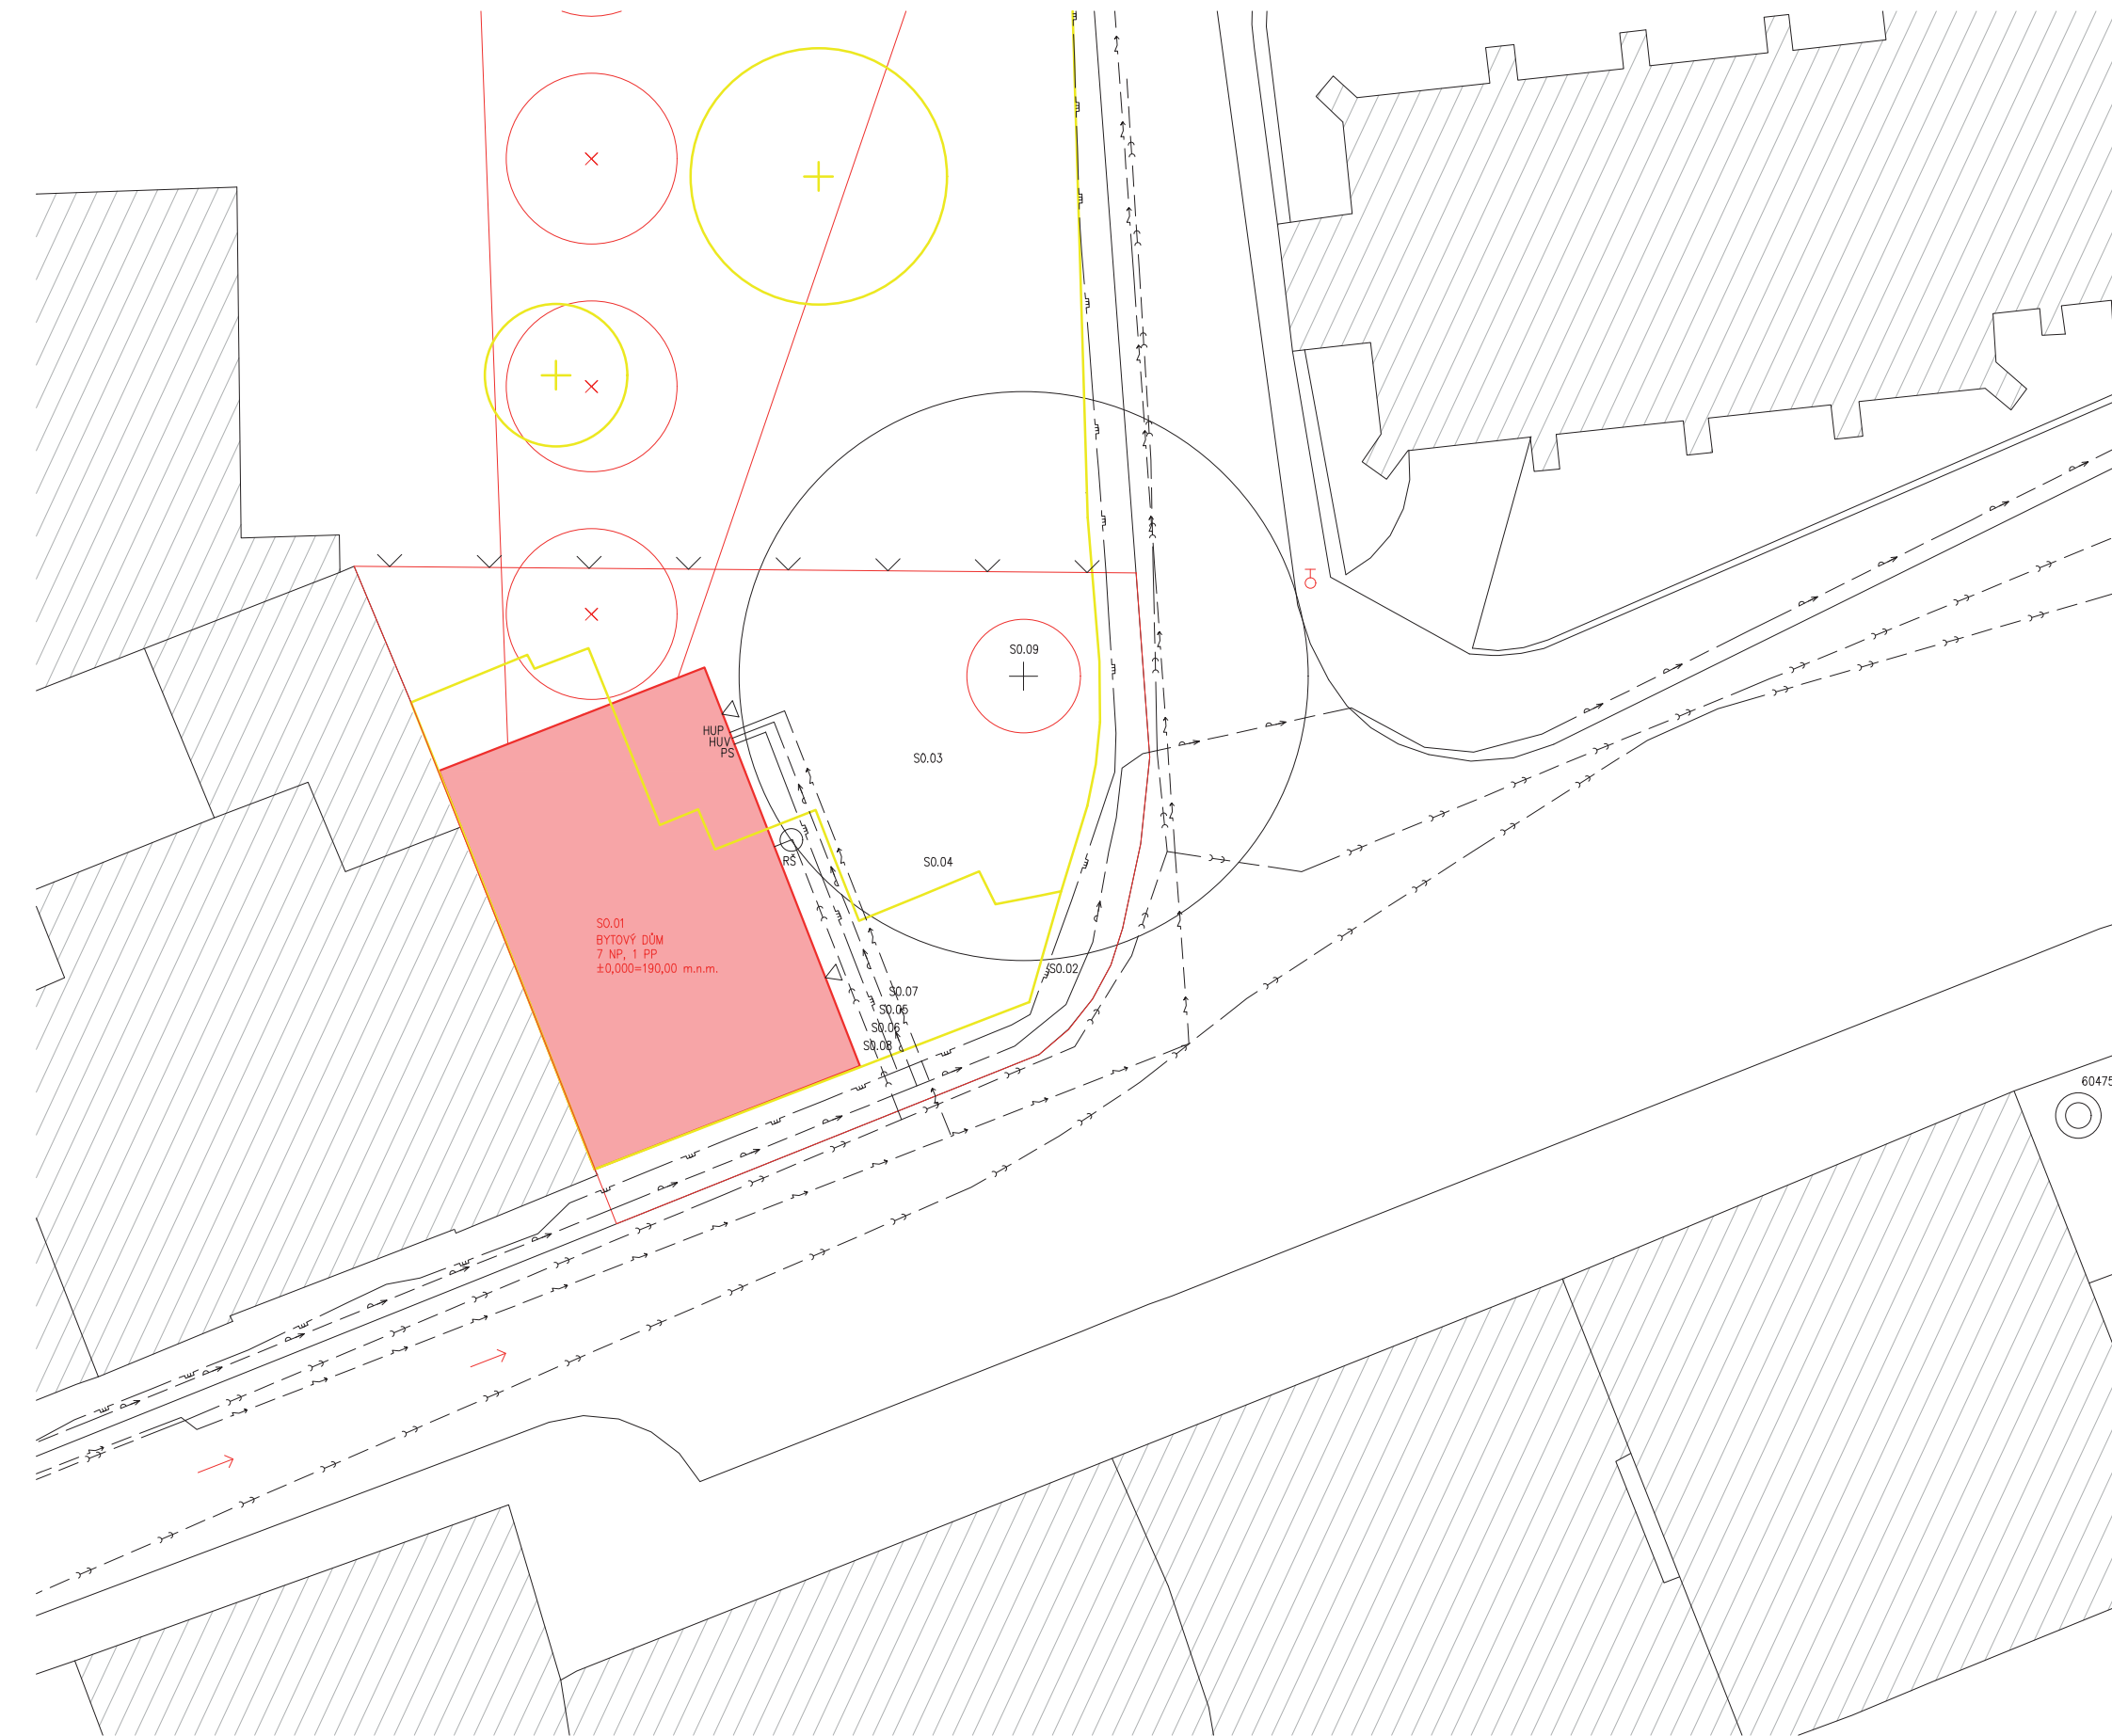 SO.09
HUP
HUV
PS
SO.03
RŠ
SO.04
SO.01
BYTOVÝ DŮM
7 NP, 1 PP
±0,000=190,00 m.n.m.
SO.02
SO.07
SO.05
SO.06
SO.08
60475